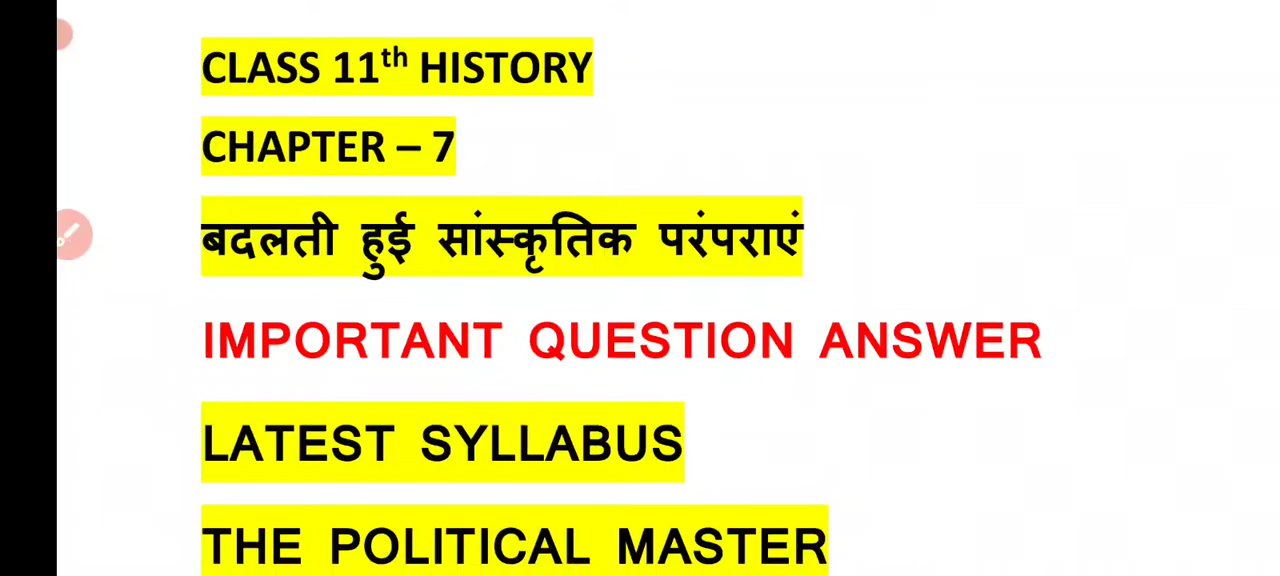 CLASS 11th HISTORY
CHAPTER – 7
बदलती हुई सांस्कृतिक परंपराएं
IMPORTANT QUESTION ANSWER
LATEST SYLLABUS
THE POLITICAL MASTER